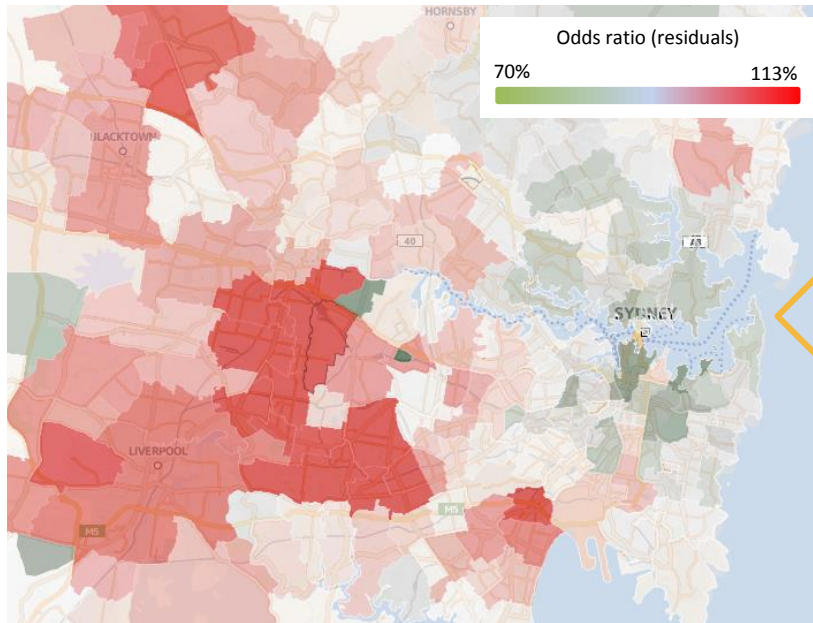 HORNSBY
Odds ratio (residuals)
70% 113%
BLACKTOWN
40
SYDNEY
LIVERPOOL
M5
M5